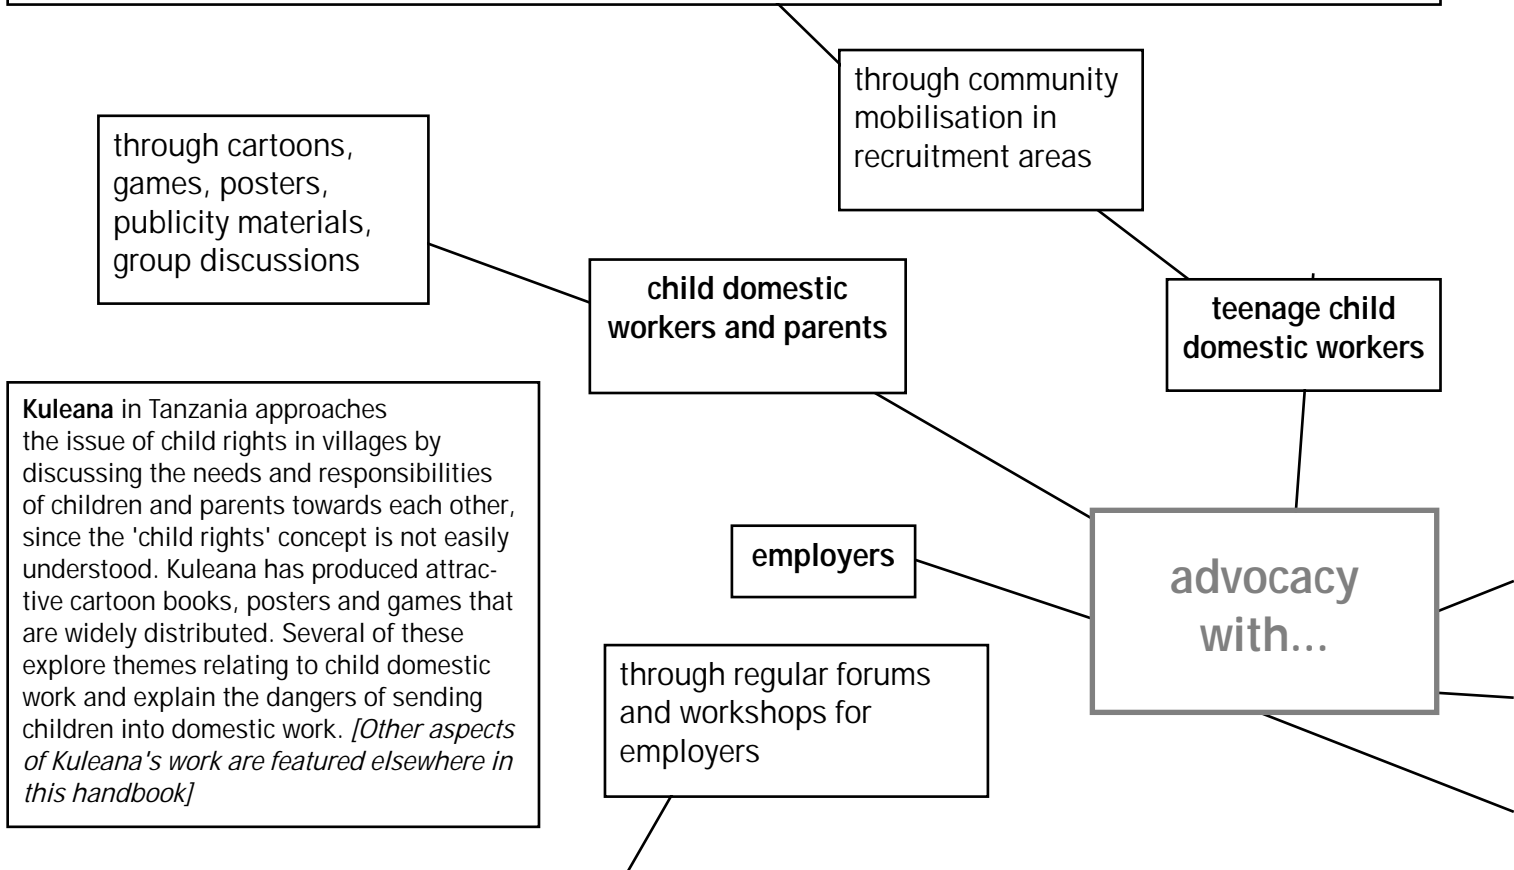 through community
mobilisation in
recruitment areas
through cartoons,
games, posters,
publicity materials,
group discussions
child domestic
workers and parents
teenage child
domestic workers
Kuleana in Tanzania approaches
the issue of child rights in villages by
discussing the needs and responsibilities
of children and parents towards each other,
since the 'child rights' concept is not easily
understood. Kuleana has produced attrac-
tive cartoon books, posters and games that
are widely distributed. Several of these
explore themes relating to child domestic
work and explain the dangers of sending
children into domestic work. [Other aspects
of Kuleana's work are featured elsewhere in
this handbook]
employers
advocacy
with...
through regular forums
and workshops for
employers